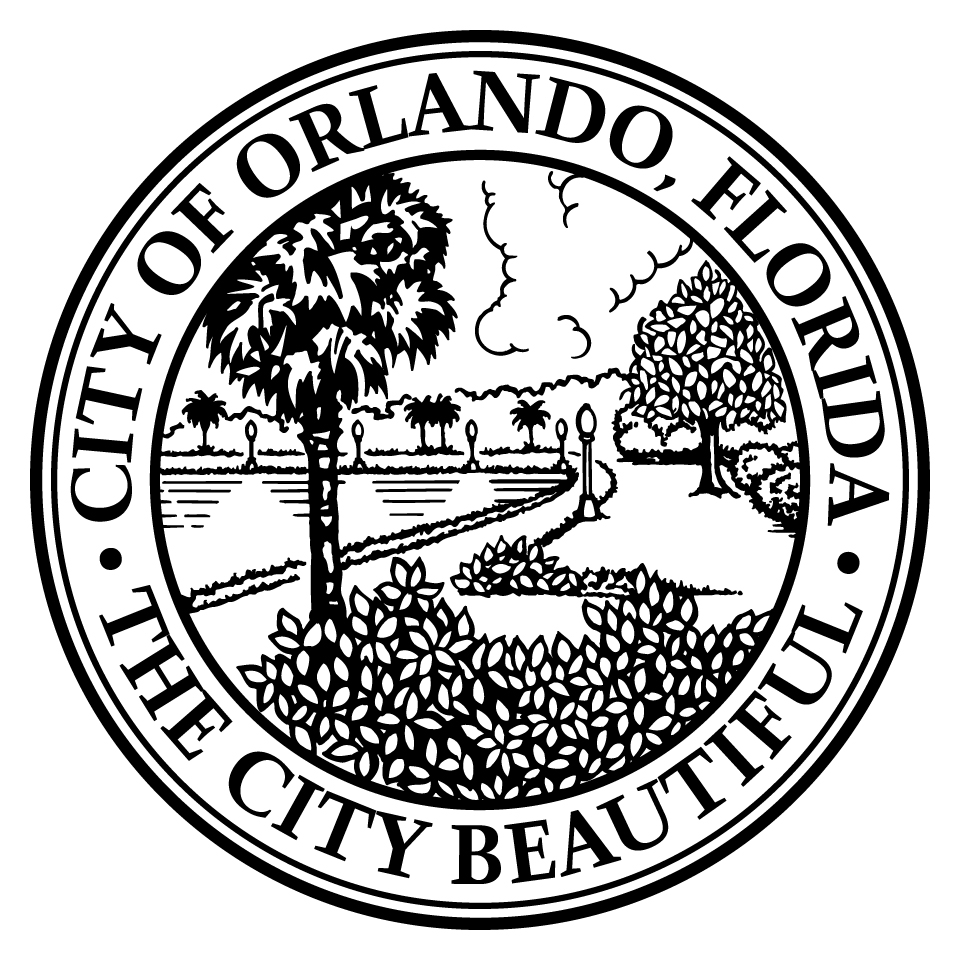 CITY OF ORLANDO, FLORIDA
• THE CITY BEAUTIFUL •